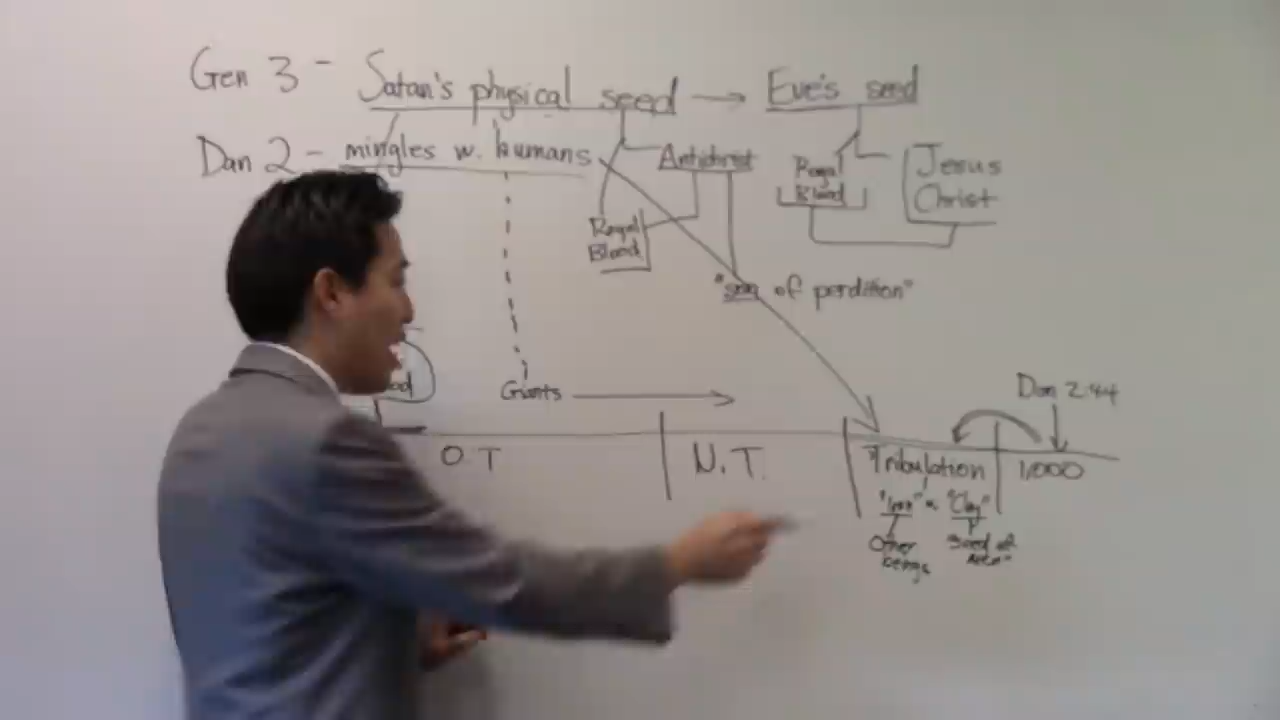 Gen 3 - Satan's physical seed → Eve's seed
Dan 2 - mingles w. humans
Antichrist
Royal
Blood
Jesus
Christ
Royal
Blood
"son of perdition"
Giants
Dan 2:44
O.T
N.T.
Tribulation
1,000
"Iron" "Clay"
Other
beings
"Seed of
men"